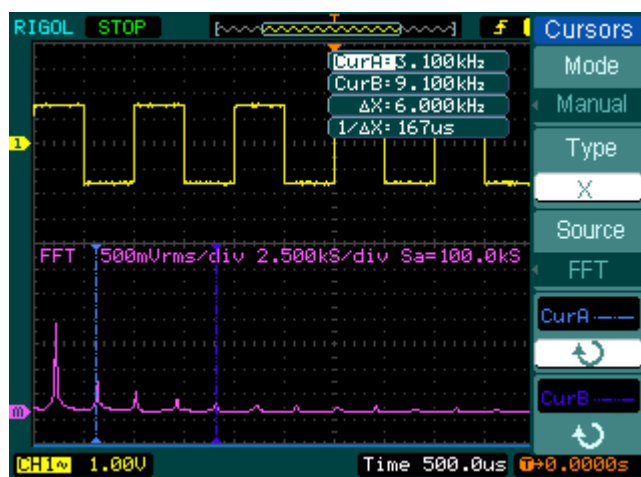 RIGOL STOP
Cursors
CurA=3.100kHz
CurB=9.100kHz
ΔX=6.000kHz
1/ΔX=167us
Mode
Manual
Type
X
Source
FFT
CurA
CurB
1
T
FFT 500mVrms/div 2.500kS/div Sa=100.0kS
m
CH1~ 1.00V
Time 500.0us T→0.0000s